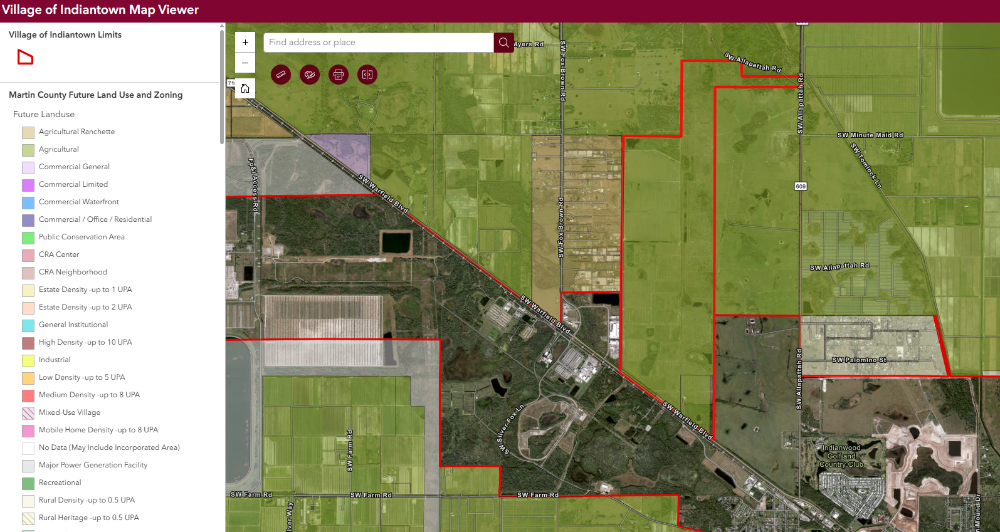 Village of Indiantown Map Viewer
Village of Indiantown Limits
Martin County Future Land Use and Zoning
Future Landuse
Agricultural Ranchette
Agricultural
Commercial General
Commercial Limited
Commercial Waterfront
Commercial / Office / Residential
Public Conservation Area
CRA Center
CRA Neighborhood
Estate Density -up to 1 UPA
Estate Density -up to 2 UPA
General Institutional
High Density -up to 10 UPA
Industrial
Low Density -up to 5 UPA
Medium Density -up to 8 UPA
Mixed-Use Village
Mobile Home Density -up to 8 UPA
No Data (May Include Incorporated Area)
Major Power Generation Facility
Recreational
Rural Density -up to 0.5 UPA
Rural Heritage -up to 0.5 UPA
+
Find address or place
−
Myers Rd
SW Fox Brown Rd
SW Allapattah Rd
SW Allapattah Rd
SW Minute Maid Rd
SW Tomlock Ln
Fp&l Access Rd
SW Warfield Blvd
609
SW Fox Brown Rd
SW Allapattah Rd
SW Warfield Blvd
SW Palomino St
SW Allapattah Rd
SW Warfield Blvd
SW Silver Fox Ln
SW Farm Rd
Indianwood
Golf and
Country Club
SW Farm Rd
SW Farm Rd
SW Farm Rd
lver Way
n Mound Dr